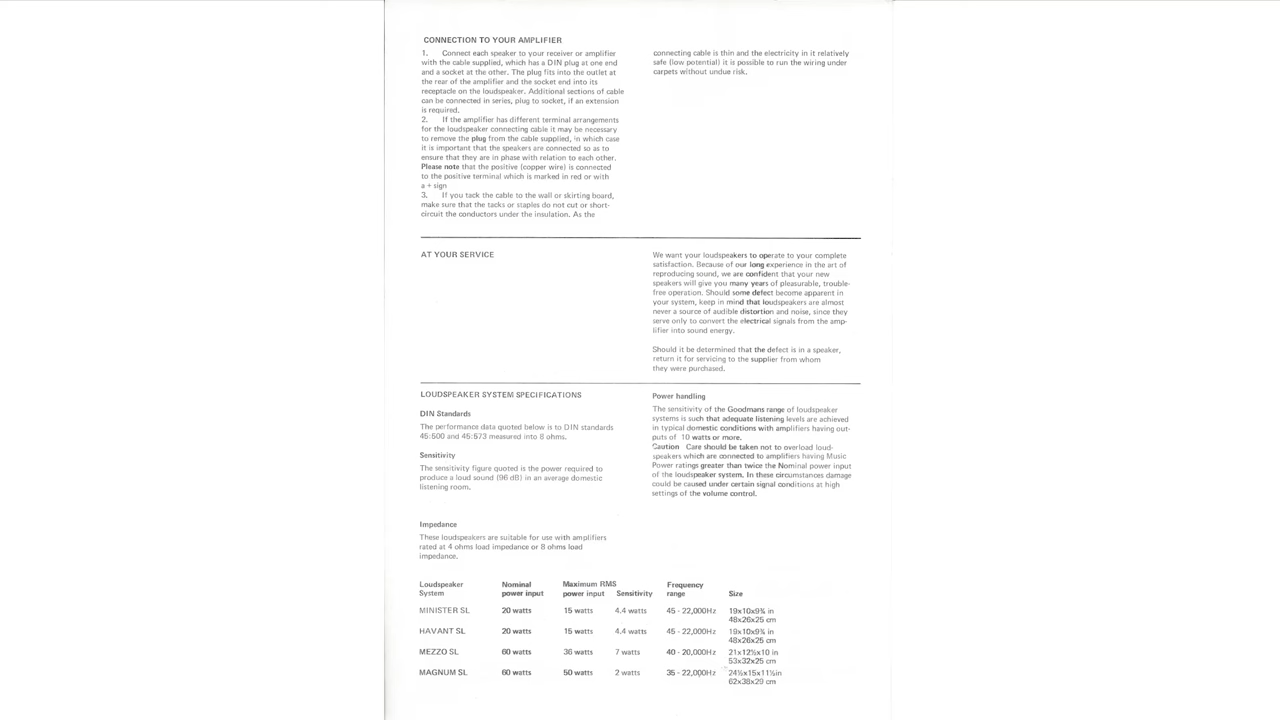 CONNECTION TO YOUR AMPLIFIER
1. Connect each speaker to your receiver or amplifier
with the cable supplied, which has a DIN plug at one end
and a socket at the other. The plug fits into the outlet at
the rear of the amplifier and the socket end into its
receptacle on the loudspeaker. Additional sections of cable
can be connected in series, plug to socket, if an extension
is required.
2. If the amplifier has different terminal arrangements
for the loudspeaker connecting cable it may be necessary
to remove the plug from the cable supplied, in which case
it is important that the speakers are connected so as to
ensure that they are in phase with relation to each other.
Please note that the positive (copper wire) is connected
to the positive terminal which is marked in red or with
a + sign
3. If you tack the cable to the wall or skirting board,
make sure that the tacks or staples do not cut or short-
circuit the conductors under the insulation. As the
connecting cable is thin and the electricity in it relatively
safe (low potential) it is possible to run the wiring under
carpets without undue risk.
AT YOUR SERVICE
We want your loudspeakers to operate to your complete
satisfaction. Because of our long experience in the art of
reproducing sound, we are confident that your new
speakers will give you many years of pleasurable, trouble-
free operation. Should some defect become apparent in
your system, keep in mind that loudspeakers are almost
never a source of audible distortion and noise, since they
serve only to convert the electrical signals from the amp-
lifier into sound energy.
Should it be determined that the defect is in a speaker,
return it for servicing to the supplier from whom
they were purchased.
LOUDSPEAKER SYSTEM SPECIFICATIONS
DIN Standards
The performance data quoted below is to DIN standards
45:500 and 45:573 measured into 8 ohms.
Sensitivity
The sensitivity figure quoted is the power required to
produce a loud sound (96 dB) in an average domestic
listening room.
Impedance
These loudspeakers are suitable for use with amplifiers
rated at 4 ohms load impedance or 8 ohms load
impedance.
Power handling
The sensitivity of the Goodmans range of loudspeaker
systems is such that adequate listening levels are achieved
in typical domestic conditions with amplifiers having out-
puts of 10 watts or more.
Caution Care should be taken not to overload loud-
speakers which are connected to amplifiers having Music
Power ratings greater than twice the Nominal power input
of the loudspeaker system. In these circumstances damage
could be caused under certain signal conditions at high
settings of the volume control.
Loudspeaker Nominal Maximum RMS Frequency
System power input power input Sensitivity range Size
MINISTER SL 20 watts 15 watts 4.4 watts 45 - 22,000Hz 19x10x9¾ in
48x26x25 cm
HAVANT SL 20 watts 15 watts 4.4 watts 45 - 22,000Hz 19x10x9¾ in
48x26x25 cm
MEZZO SL 60 watts 36 watts 7 watts 40 - 20,000Hz 21x12½x10 in
53x32x25 cm
MAGNUM SL 60 watts 50 watts 2 watts 35 - 22,000Hz 24½x15x11½in
62x38x29 cm